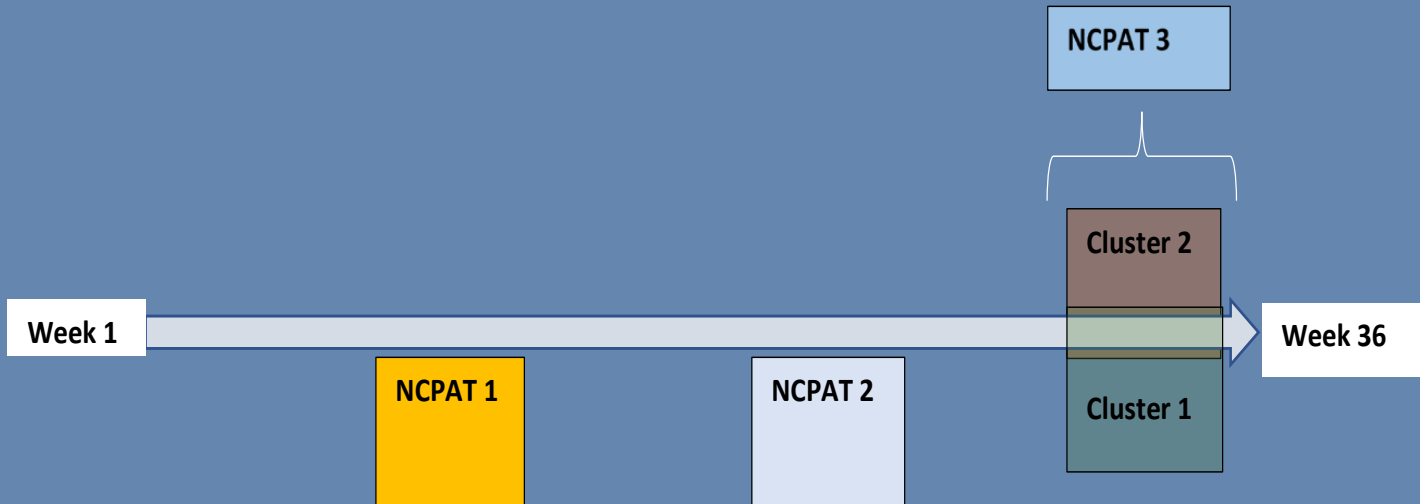 NCPAT 3
Cluster 2
Week 1
Week 36
NCPAT 1
NCPAT 2
Cluster 1